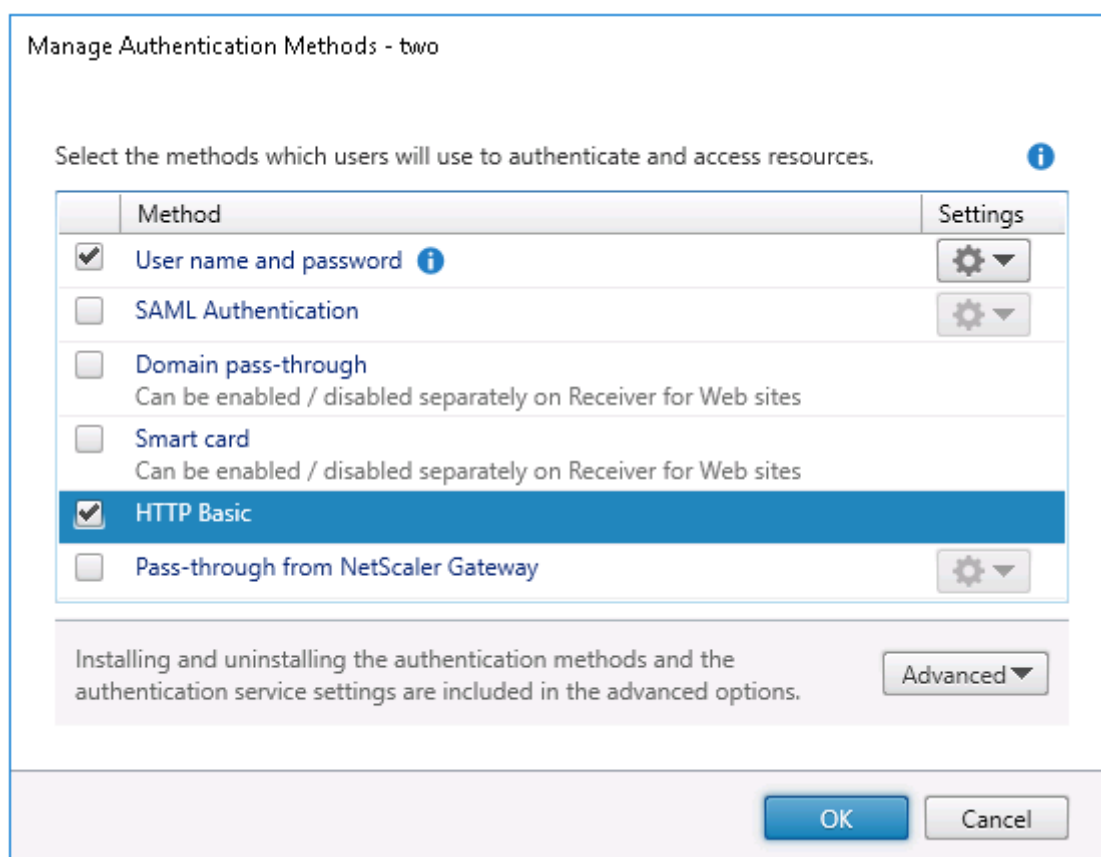 Manage Authentication Methods - two
Select the methods which users will use to authenticate and access resources.
Method Settings
User name and password
SAML Authentication
Domain pass-through
Can be enabled / disabled separately on Receiver for Web sites
Smart card
Can be enabled / disabled separately on Receiver for Web sites
HTTP Basic
Pass-through from NetScaler Gateway
Installing and uninstalling the authentication methods and the
authentication service settings are included in the advanced options.
Advanced
OK Cancel